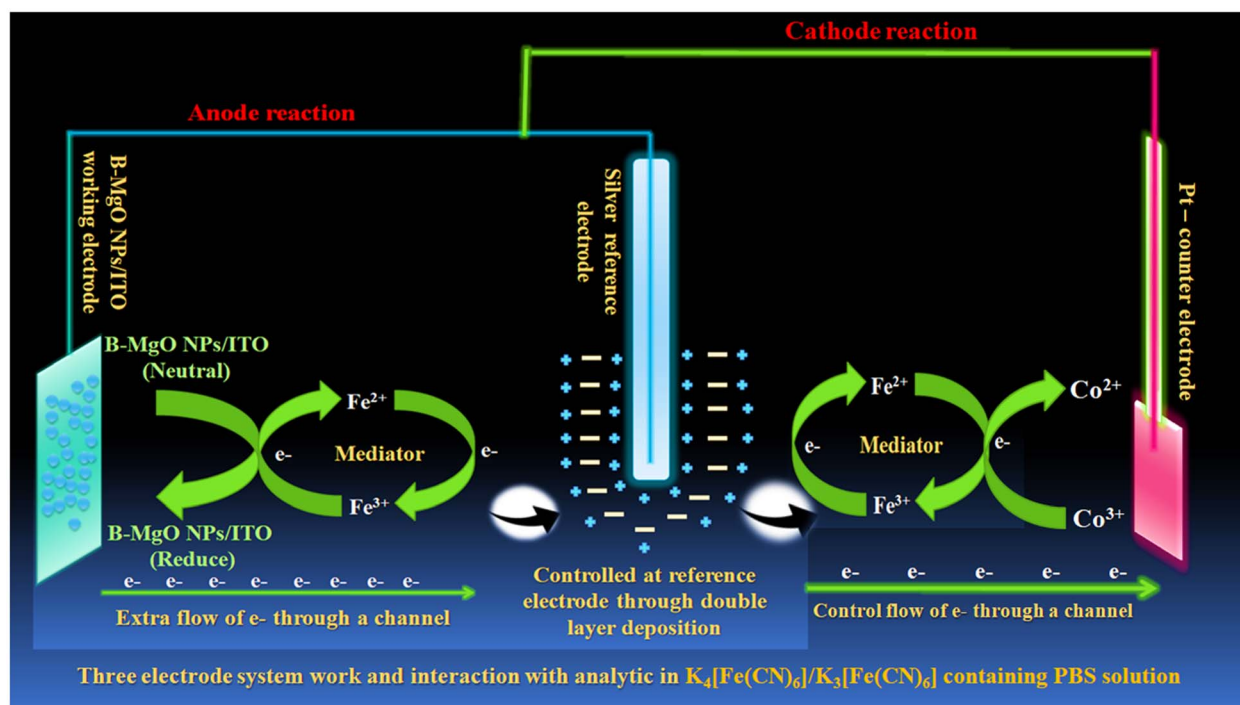 Cathode reaction
Anode reaction
B-MgO NPs/ITO
working electrode
Silver reference
electrode
Pt – counter electrode
B-MgO NPs/ITO
(Neutral)
Fe²⁺
e-
Mediator
e-
Fe³⁺
B-MgO NPs/ITO
(Reduce)
e- e- e- e- e- e- e- e-
Extra flow of e- through a channel
Controlled at reference
electrode through double
layer deposition
Fe²⁺
Co²⁺
e-
Mediator
e-
Fe³⁺
Co³⁺
e- e- e- e- e-
Control flow of e- through a channel
Three electrode system work and interaction with analytic in K₄[Fe(CN)₆]/K₃[Fe(CN)₆] containing PBS solution